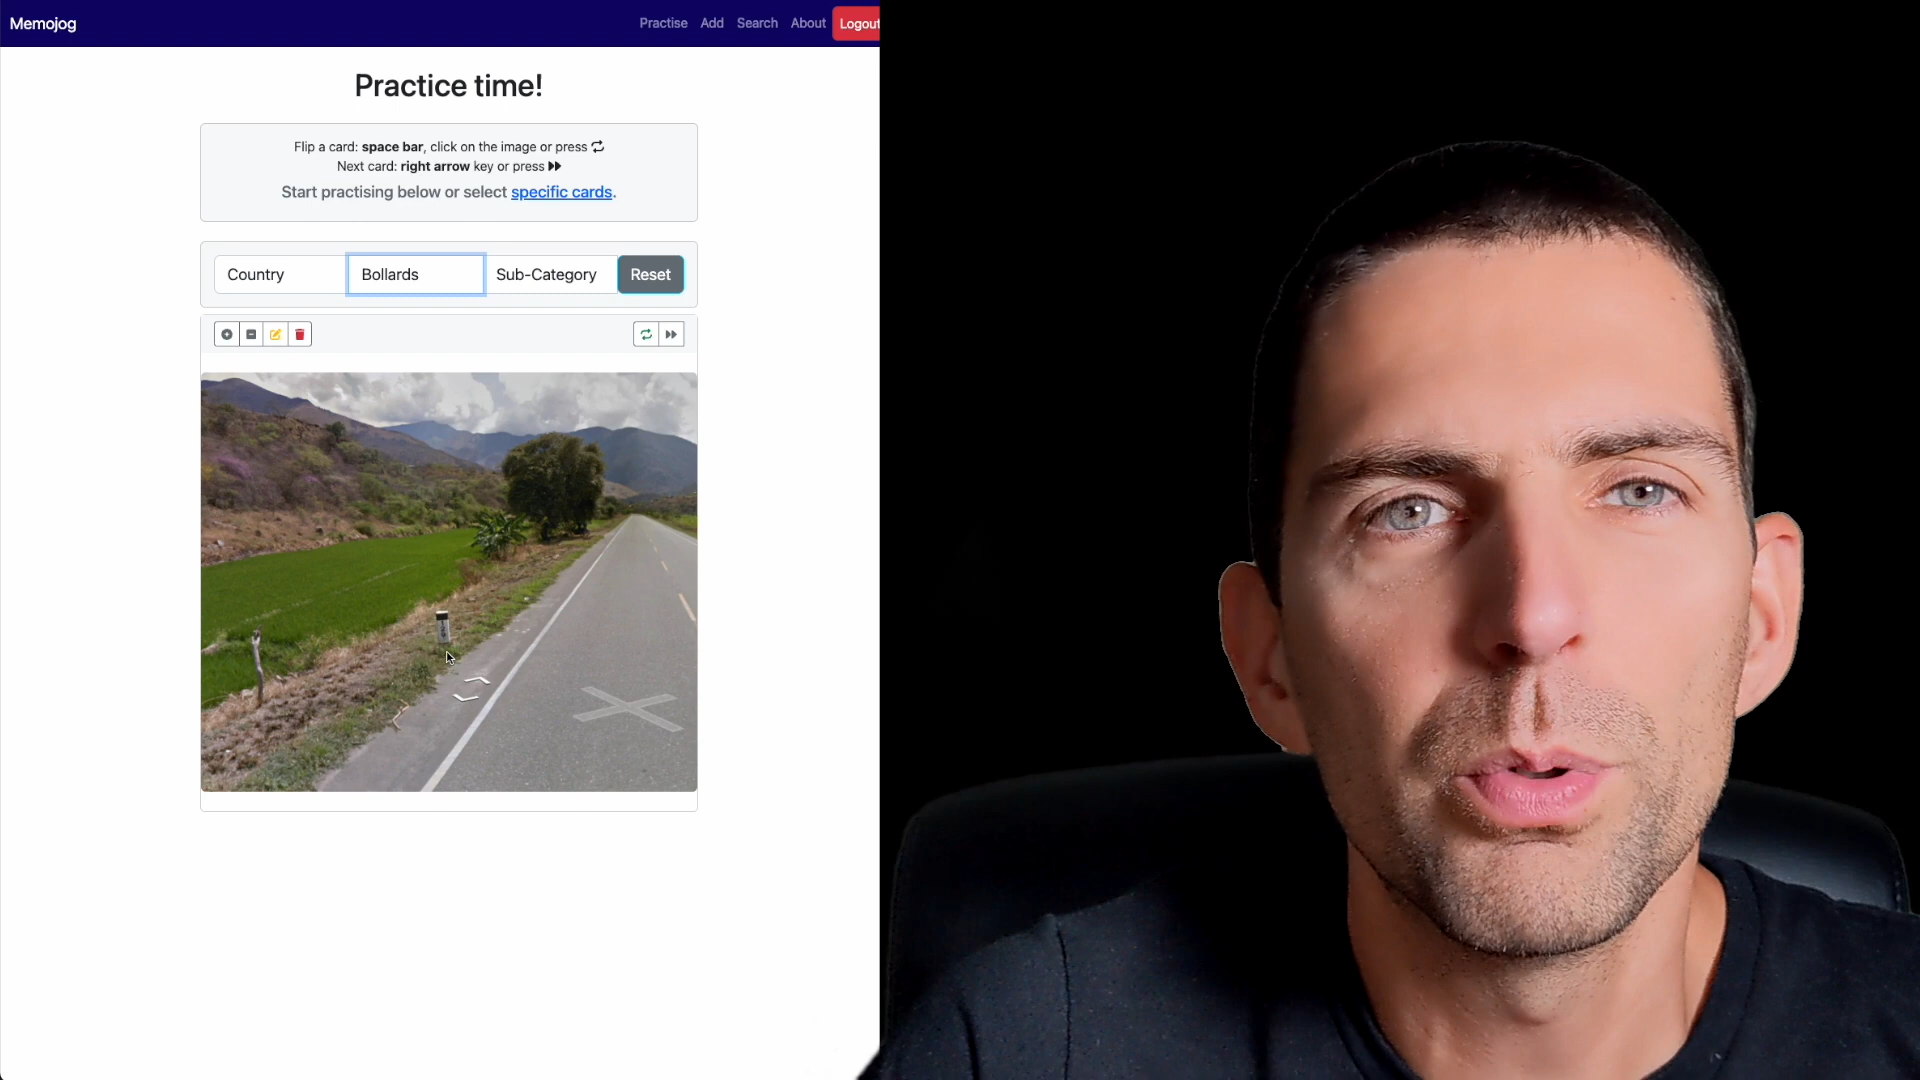 Memojog
Practise Add Search About Logout
Practice time!
Flip a card: space bar, click on the image or press
Next card: right arrow key or press
Start practising below or select specific cards.
Country Bollards Sub-Category Reset